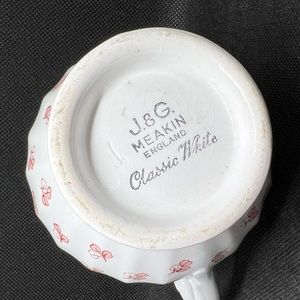 J.&G.
MEAKIN
ENGLAND
Classic White